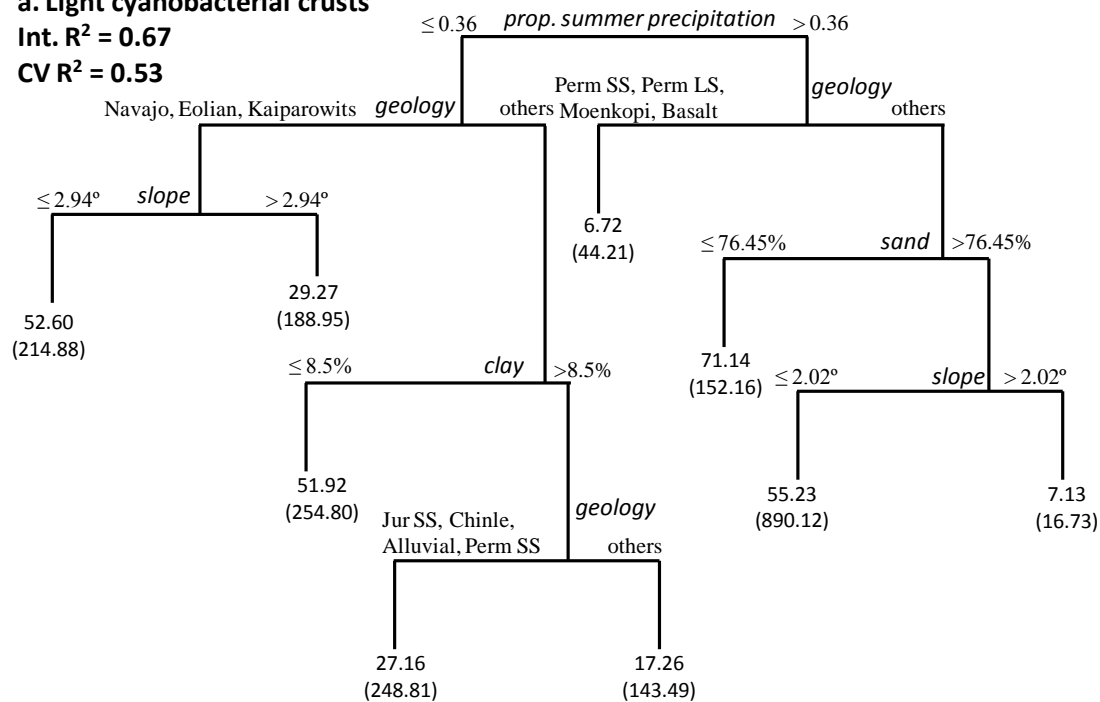 a. Light cyanobacterial crusts
Int. R² = 0.67
CV R² = 0.53
≤ 0.36 prop. summer precipitation > 0.36
Navajo, Eolian, Kaiparowits geology others
Perm SS, Perm LS,
Moenkopi, Basalt
geology
others
≤ 2.94º slope > 2.94º
6.72
(44.21)
≤ 76.45% sand >76.45%
52.60
(214.88)
29.27
(188.95)
≤ 8.5% clay >8.5%
71.14
(152.16)
≤ 2.02º slope > 2.02º
51.92
(254.80)
55.23
(890.12)
7.13
(16.73)
geology
Jur SS, Chinle,
Alluvial, Perm SS
others
27.16
(248.81)
17.26
(143.49)